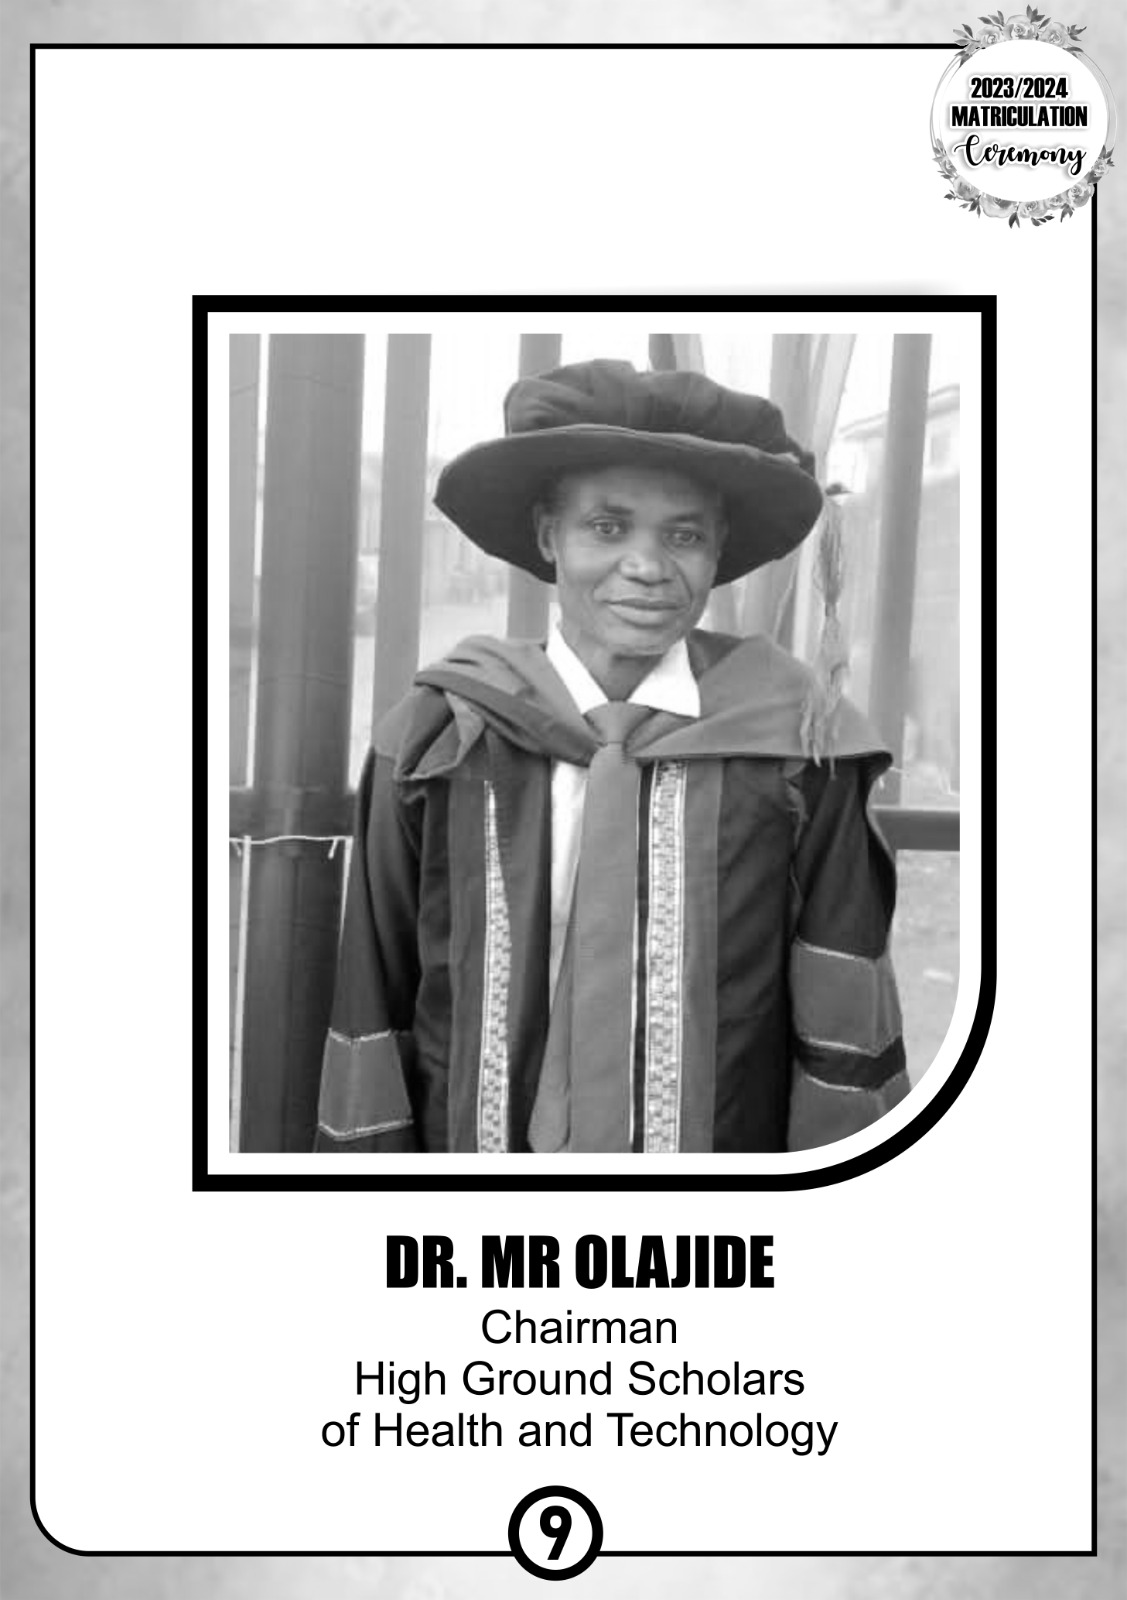 2023/2024
MATRICULATION
Ceremony
DR. MR OLAJIDE
Chairman
High Ground Scholars
of Health and Technology
9